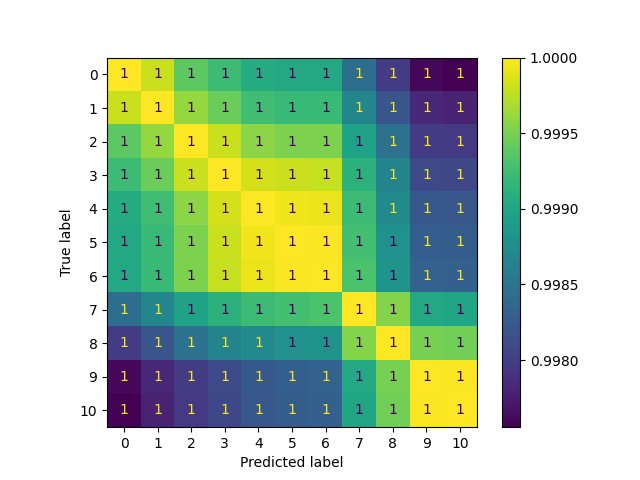 0 1 1 1 1 1 1 1 1 1 1 1 1.0000
1 1 1 1 1 1 1 1 1 1 1 1
2 1 1 1 1 1 1 1 1 1 1 1 0.9995
3 1 1 1 1 1 1 1 1 1 1 1
4 1 1 1 1 1 1 1 1 1 1 1 0.9990
5 1 1 1 1 1 1 1 1 1 1 1
6 1 1 1 1 1 1 1 1 1 1 1 0.9985
7 1 1 1 1 1 1 1 1 1 1 1
8 1 1 1 1 1 1 1 1 1 1 1 0.9980
9 1 1 1 1 1 1 1 1 1 1 1
10 1 1 1 1 1 1 1 1 1 1 1
0 1 2 3 4 5 6 7 8 9 10
True label
Predicted label